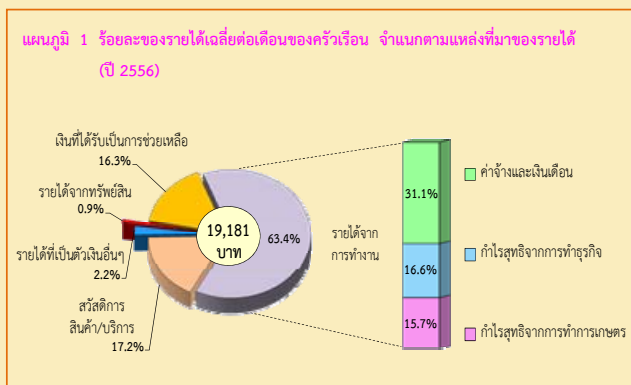 แผนภูมิ 1 ร้อยละของรายได้เฉลี่ยต่อเดือนของครัวเรือน จำแนกตามแหล่งที่มาของรายได้
(ปี 2556)
เงินที่ได้รับเป็นการช่วยเหลือ
16.3%
รายได้จากทรัพย์สิน
0.9%
รายได้ที่เป็นตัวเงินอื่นๆ
2.2%
สวัสดิการ
สินค้า/บริการ
17.2%
19,181
บาท
63.4%
รายได้จาก
การทำงาน
31.1%
ค่าจ้างและเงินเดือน
16.6%
กำไรสุทธิจากการทำธุรกิจ
15.7%
กำไรสุทธิจากการทำการเกษตร